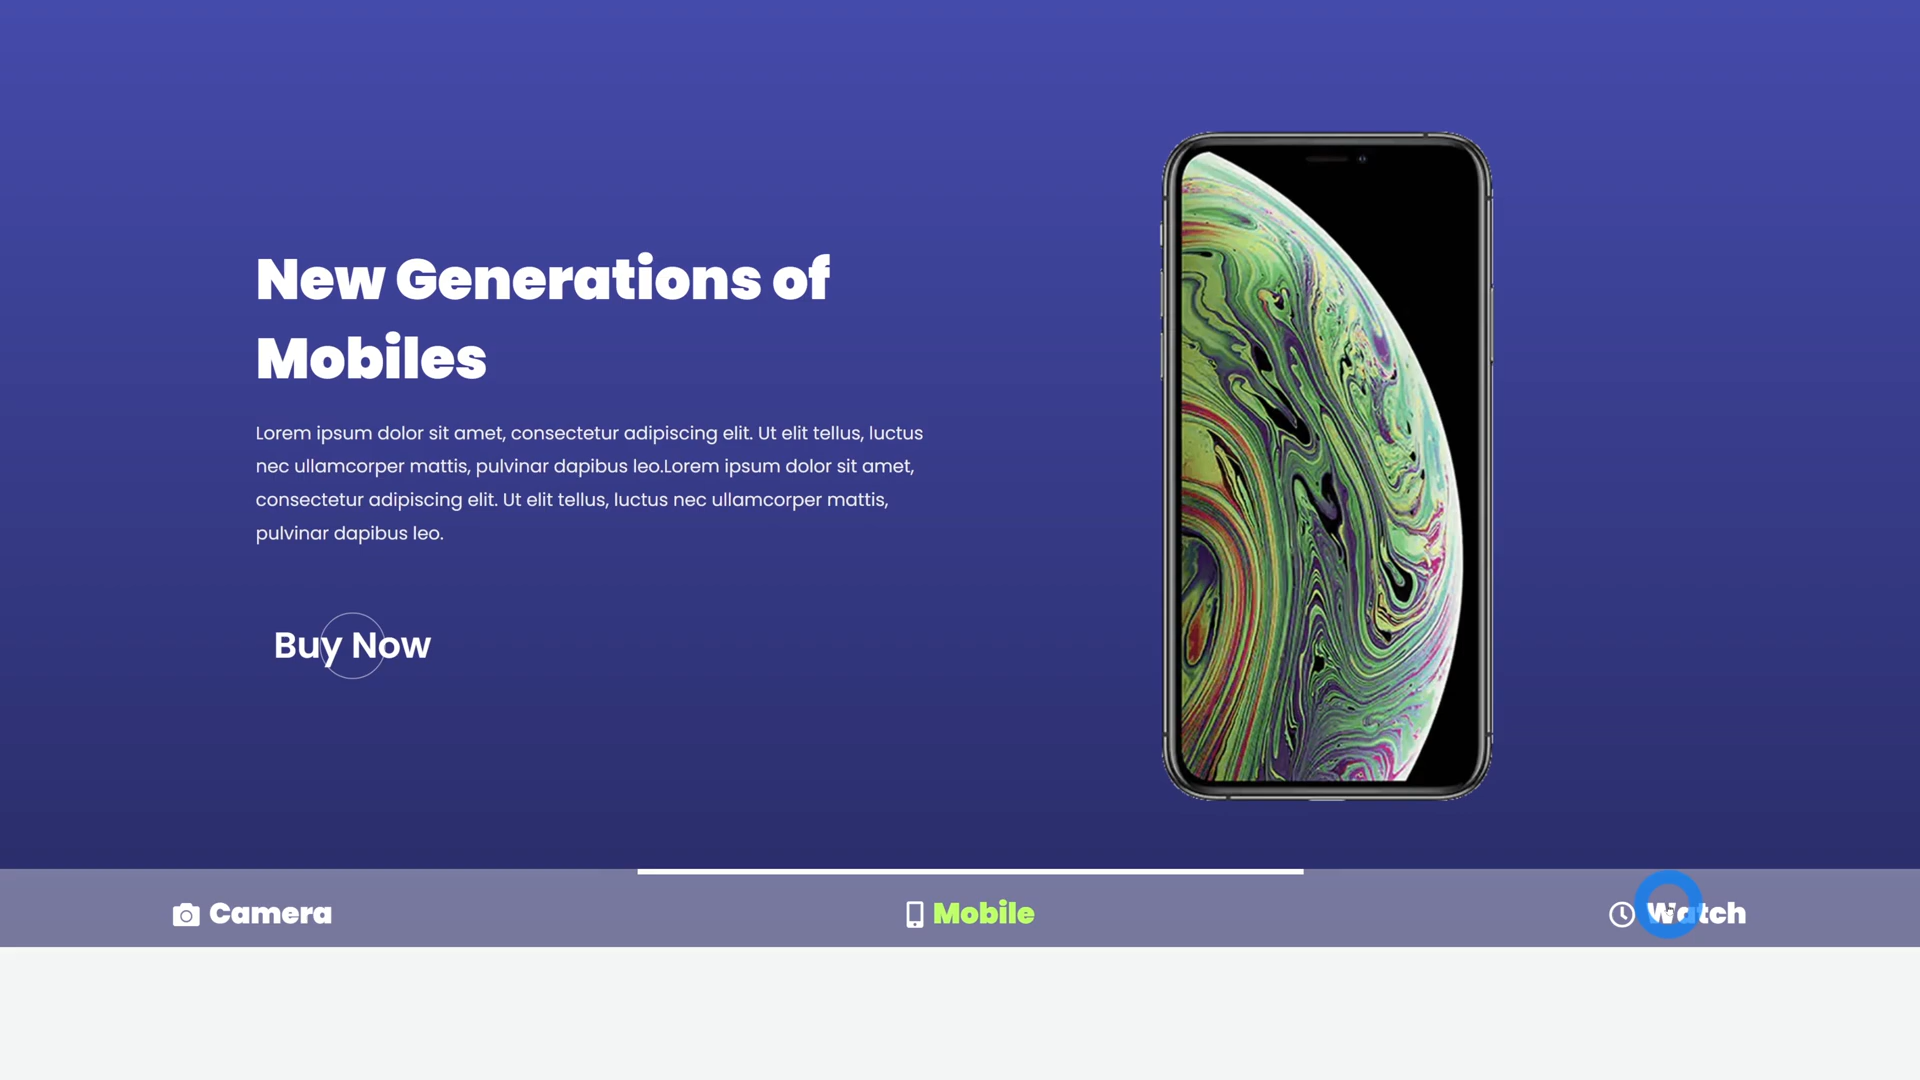 New Generations of
Mobiles
Lorem ipsum dolor sit amet, consectetur adipiscing elit. Ut elit tellus, luctus
nec ullamcorper mattis, pulvinar dapibus leo.Lorem ipsum dolor sit amet,
consectetur adipiscing elit. Ut elit tellus, luctus nec ullamcorper mattis,
pulvinar dapibus leo.
Buy Now
Camera
Mobile
Watch